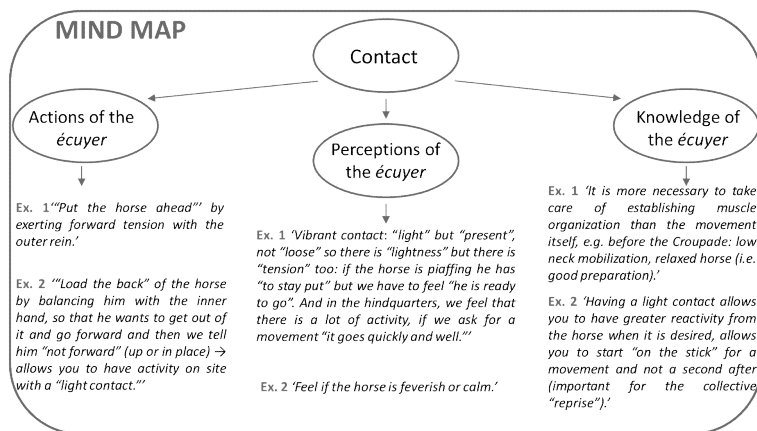 MIND MAP
Contact
Actions of the
écuyer
Perceptions of
the écuyer
Knowledge of
the écuyer
Ex. 1 ‘“Put the horse ahead”’ by
exerting forward tension with the
outer rein.’
Ex. 2 ‘“Load the back” of the horse
by balancing him with the inner
hand, so that he wants to get out of
it and go forward and then we tell
him “not forward” (up or in place) →
allows you to have activity on site
with a “light contact.”’
Ex. 1 ‘Vibrant contact: “light” but “present”,
not “loose” so there is “lightness” but there is
“tension” too: if the horse is piaffing he has
“to stay put” but we have to feel “he is ready
to go”. And in the hindquarters, we feel that
there is a lot of activity, if we ask for a
movement “it goes quickly and well.”’
Ex. 2 ‘Feel if the horse is feverish or calm.’
Ex. 1 ‘It is more necessary to take
care of establishing muscle
organization than the movement
itself, e.g. before the Croupade: low
neck mobilization, relaxed horse (i.e.
good preparation).’
Ex. 2 ‘Having a light contact allows
you to have greater reactivity from
the horse when it is desired, allows
you to start “on the stick” for a
movement and not a second after
(important for the collective
“reprise”).’